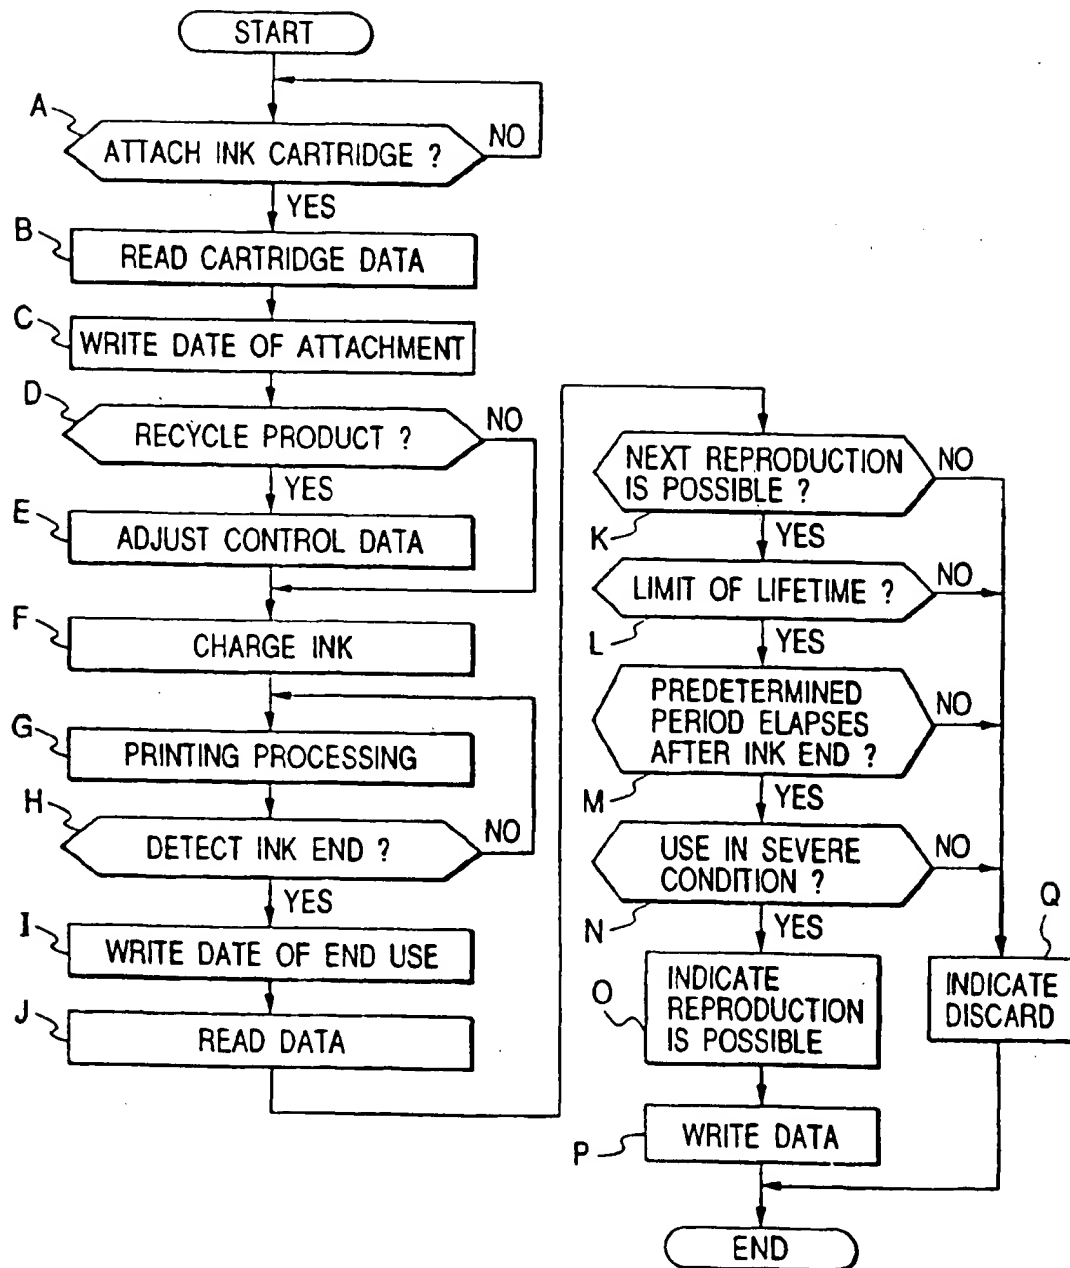 START
A
ATTACH INK CARTRIDGE ?
NO
YES
B
READ CARTRIDGE DATA
C
WRITE DATE OF ATTACHMENT
D
RECYCLE PRODUCT ?
NO
YES
E
ADJUST CONTROL DATA
F
CHARGE INK
G
PRINTING PROCESSING
H
DETECT INK END ?
NO
YES
I
WRITE DATE OF END USE
J
READ DATA
NEXT REPRODUCTION
IS POSSIBLE ?
NO
K
YES
LIMIT OF LIFETIME ?
NO
L
YES
PREDETERMINED
PERIOD ELAPSES
AFTER INK END ?
NO
M
YES
USE IN SEVERE
CONDITION ?
NO
N
YES
O
INDICATE
REPRODUCTION
IS POSSIBLE
Q
INDICATE
DISCARD
P
WRITE DATA
END